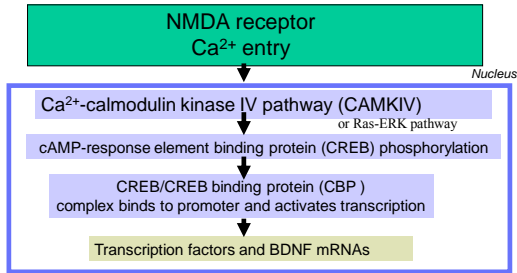 NMDA receptor
Ca²⁺ entry
Nucleus
Ca²⁺-calmodulin kinase IV pathway (CAMKIV)
or Ras-ERK pathway
cAMP-response element binding protein (CREB) phosphorylation
CREB/CREB binding protein (CBP )
complex binds to promoter and activates transcription
Transcription factors and BDNF mRNAs